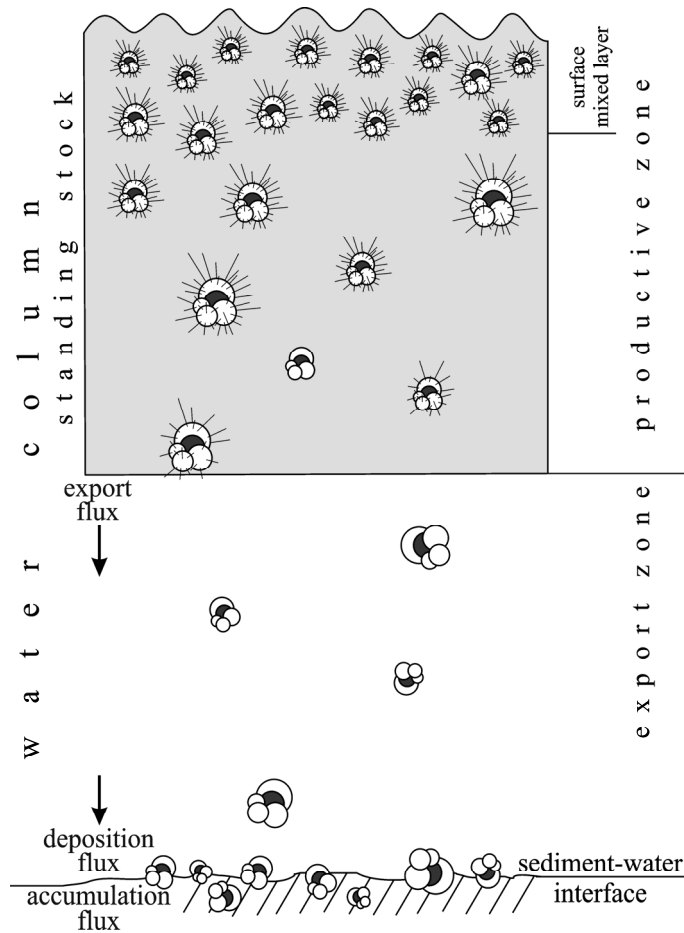 surface
mixed layer
productive zone
standing stock
water column
export
flux
export zone
deposition
flux
sediment-water
interface
accumulation
flux